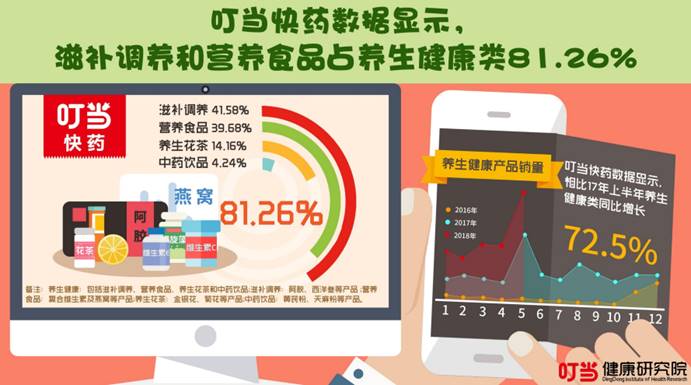 叮当快药数据显示，
滋补调养和营养食品占养生健康类81.26%
叮当
快药
滋补调养 41.58%
营养食品 39.68%
养生花茶 14.16%
中药饮品 4.24%
燕窝
阿胶
花茶
维生素C
维生素C
81.26%
备注：养生健康：包括滋补调养、营养食品、养生花茶和中药饮品;滋补调养：阿胶、西洋参等产品;营养
食品：复合维生素及燕窝等产品;养生花茶：金银花、菊花等产品;中药饮品：黄芪粉、天麻粉等产品。
养生健康产品销量
2016年
2017年
2018年
1 2 3 4 5 6 7 8 9 10 11 12
叮当快药数据显示，
相比17年上半年养生
健康类同比增长
72.5%
叮当 健康研究院
DingDong Institute of Health Research